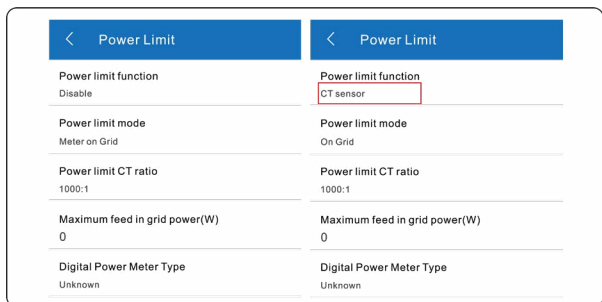 < Power Limit
Power limit function
Disable
Power limit mode
Meter on Grid
Power limit CT ratio
1000:1
Maximum feed in grid power(W)
0
Digital Power Meter Type
Unknown
< Power Limit
Power limit function
CT sensor
Power limit mode
On Grid
Power limit CT ratio
1000:1
Maximum feed in grid power(W)
0
Digital Power Meter Type
Unknown